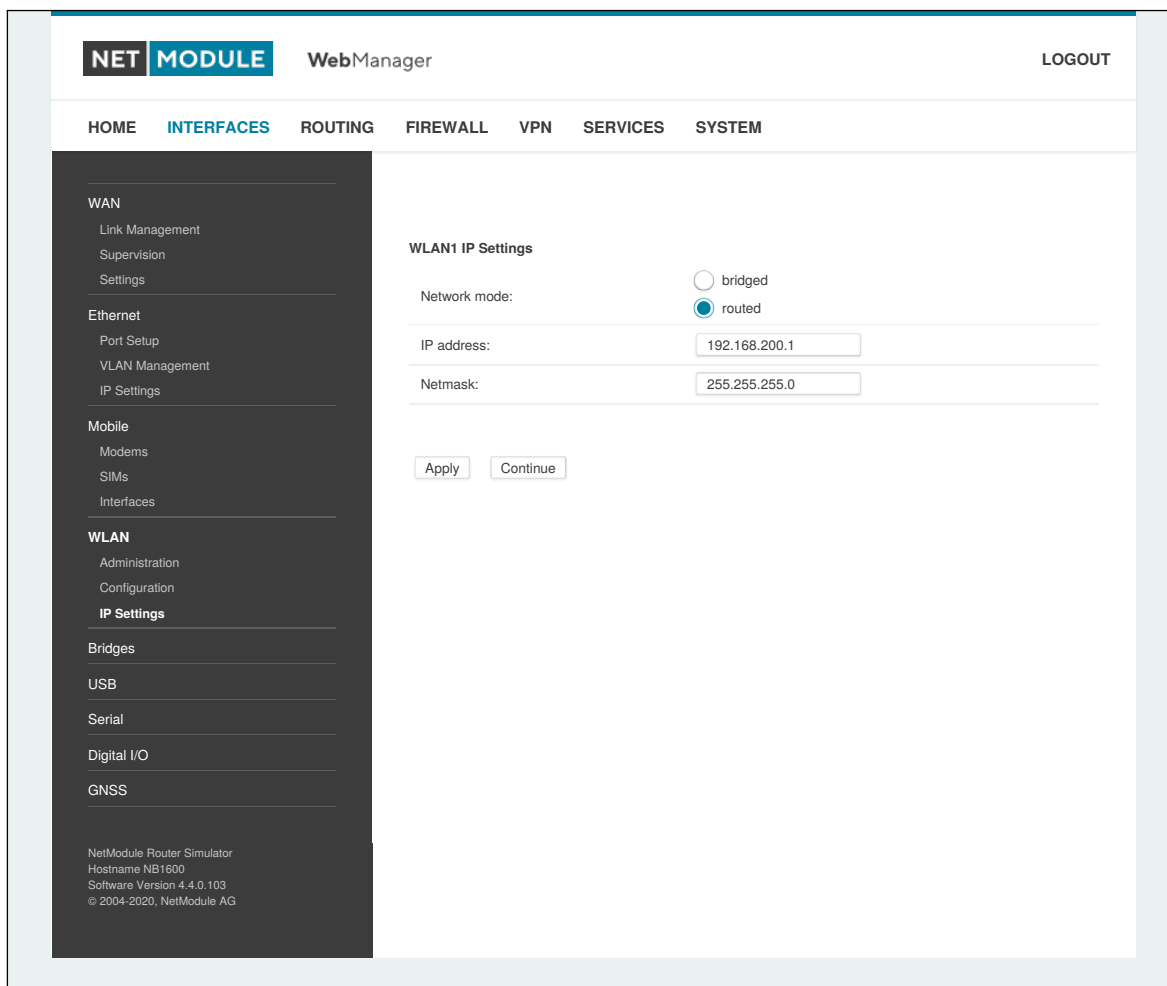 NET MODULE WebManager LOGOUT
HOME INTERFACES ROUTING FIREWALL VPN SERVICES SYSTEM
WAN
Link Management
Supervision
Settings
Ethernet
Port Setup
VLAN Management
IP Settings
Mobile
Modems
SIMs
Interfaces
WLAN
Administration
Configuration
IP Settings
Bridges
USB
Serial
Digital I/O
GNSS
NetModule Router Simulator
Hostname NB1600
Software Version 4.4.0.103
© 2004-2020, NetModule AG
WLAN1 IP Settings
Network mode:
bridged
routed
IP address: 192.168.200.1
Netmask: 255.255.255.0
Apply Continue